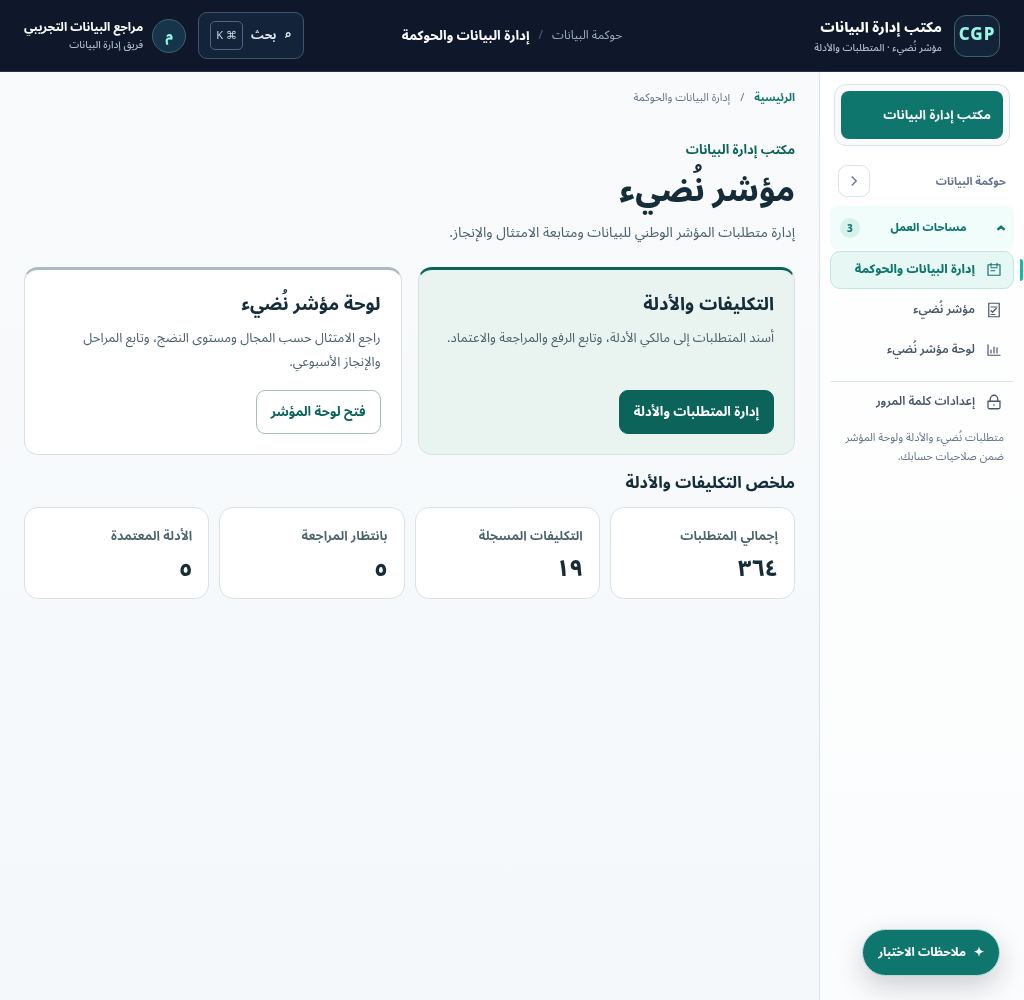 CGP
مكتب إدارة البيانات
مؤشر نُضيء · المتطلبات والأدلة
حوكمة البيانات / إدارة البيانات والحوكمة
بحث
⌘ K
م
مراجع البيانات التجريبي
فريق إدارة البيانات
مكتب إدارة البيانات
حوكمة البيانات
مساحات العمل
3
إدارة البيانات والحوكمة
مؤشر نُضيء
لوحة مؤشر نُضيء
إعدادات كلمة المرور
متطلبات نُضيء والأدلة ولوحة المؤشر
ضمن صلاحيات حسابك.
الرئيسية / إدارة البيانات والحوكمة
مكتب إدارة البيانات
مؤشر نُضيء
إدارة متطلبات المؤشر الوطني للبيانات ومتابعة الامتثال والإنجاز.
التكليفات والأدلة
أسند المتطلبات إلى مالكي الأدلة، وتابع الرفع والمراجعة والاعتماد.
إدارة المتطلبات والأدلة
لوحة مؤشر نُضيء
راجع الامتثال حسب المجال ومستوى النضج، وتابع المراحل
والإنجاز الأسبوعي.
فتح لوحة المؤشر
ملخص التكليفات والأدلة
إجمالي المتطلبات
٣٦٤
التكليفات المسجلة
١٩
بانتظار المراجعة
٥
الأدلة المعتمدة
٥
ملاحظات الاختبار